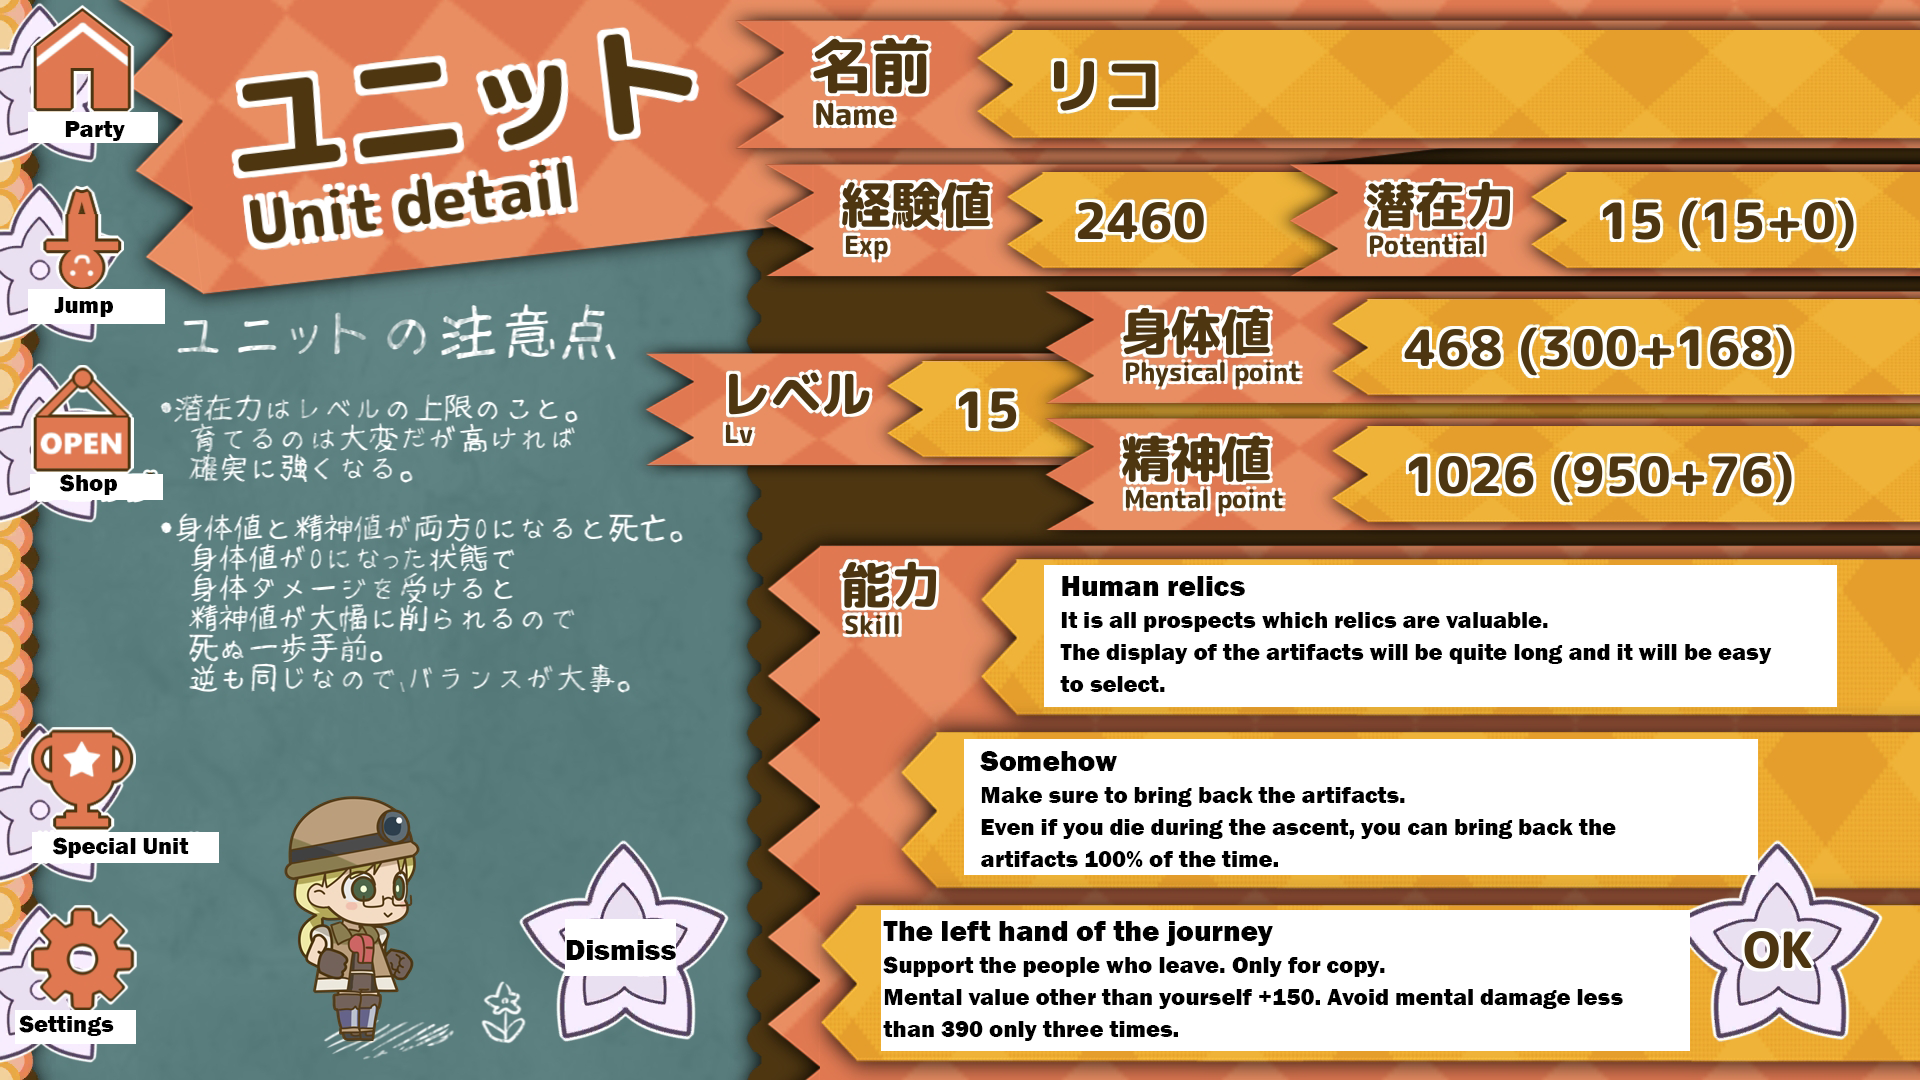 Party
Jump
OPEN
Shop
Special Unit
Settings
ユニット
Unit detail
ユニットの注意点
•潜在力はレベルの上限のこと。
育てるのは大変だが高ければ
確実に強くなる。
•身体値と精神値が両方0になると死亡。
身体値が0になった状態で
身体ダメージを受けると
精神値が大幅に削られるので
死ぬ一歩手前。
逆も同じなので、バランスが大事。
Dismiss
名前
Name
リコ
経験値
Exp
2460
潜在力
Potential
15 (15+0)
レベル
Lv
15
身体値
Physical point
468 (300+168)
精神値
Mental point
1026 (950+76)
能力
Skill
Human relics
It is all prospects which relics are valuable.
The display of the artifacts will be quite long and it will be easy
to select.
Somehow
Make sure to bring back the artifacts.
Even if you die during the ascent, you can bring back the
artifacts 100% of the time.
The left hand of the journey
Support the people who leave. Only for copy.
Mental value other than yourself +150. Avoid mental damage less
than 390 only three times.
OK